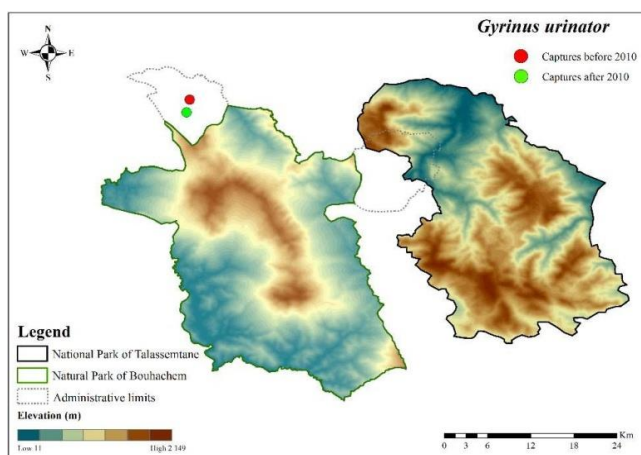 Gyrinus urinator
Captures before 2010
Captures after 2010
N
W E
S
Legend
National Park of Talassemtane
Natural Park of Bouhachem
Administrative limits
Elevation (m)
Low 11 High 2 149
Km
0 3 6 12 18 24